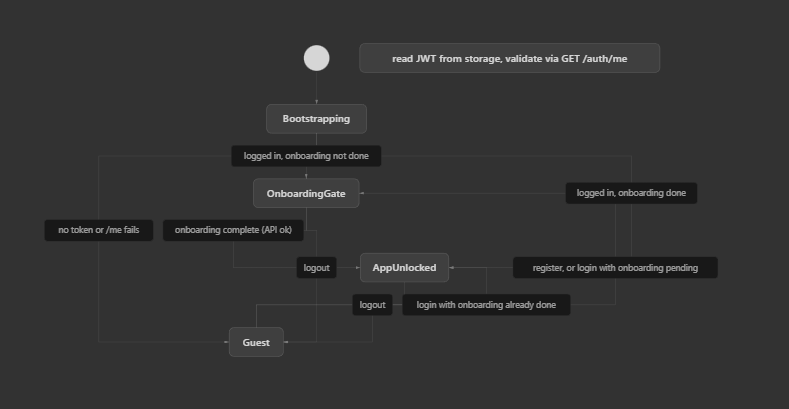 read JWT from storage, validate via GET /auth/me
Bootstrapping
logged in, onboarding not done
OnboardingGate
logged in, onboarding done
no token or /me fails
onboarding complete (API ok)
logout
AppUnlocked
register, or login with onboarding pending
logout
login with onboarding already done
Guest